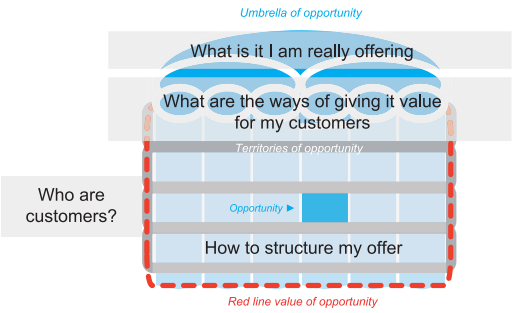 Umbrella of opportunity
What is it I am really offering
What are the ways of giving it value
for my customers
Territories of opportunity
Who are
customers?
Opportunity ►
How to structure my offer
Red line value of opportunity